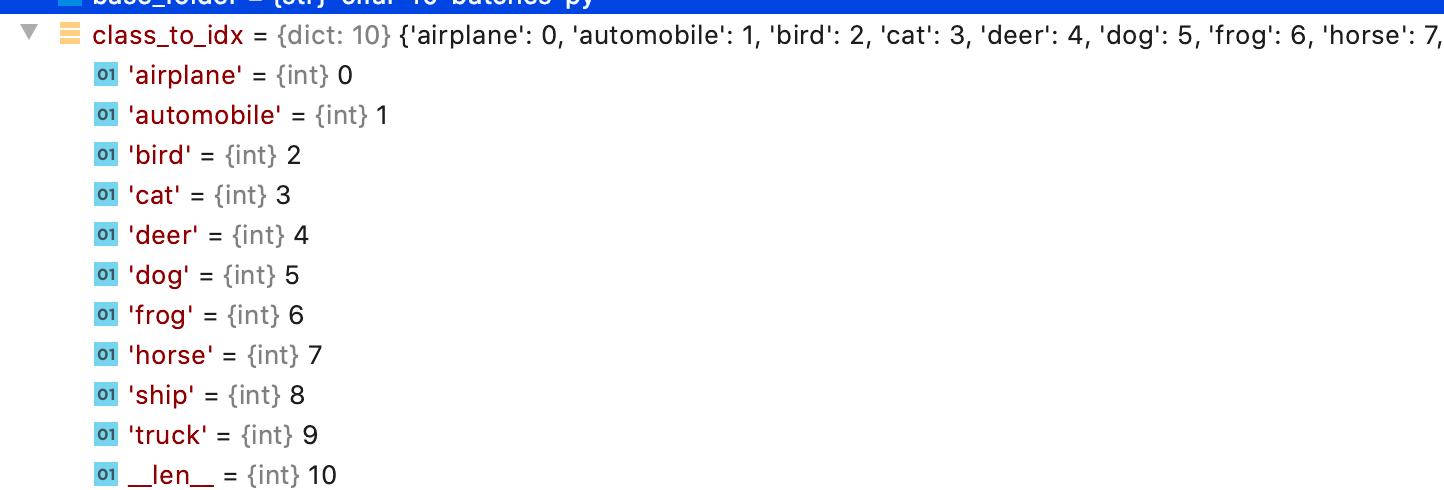 base_folder = {str} 'cifar-10-batches-py'
class_to_idx = {dict: 10} {'airplane': 0, 'automobile': 1, 'bird': 2, 'cat': 3, 'deer': 4, 'dog': 5, 'frog': 6, 'horse': 7,
01 'airplane' = {int} 0
01 'automobile' = {int} 1
01 'bird' = {int} 2
01 'cat' = {int} 3
01 'deer' = {int} 4
01 'dog' = {int} 5
01 'frog' = {int} 6
01 'horse' = {int} 7
01 'ship' = {int} 8
01 'truck' = {int} 9
01 __len__ = {int} 10